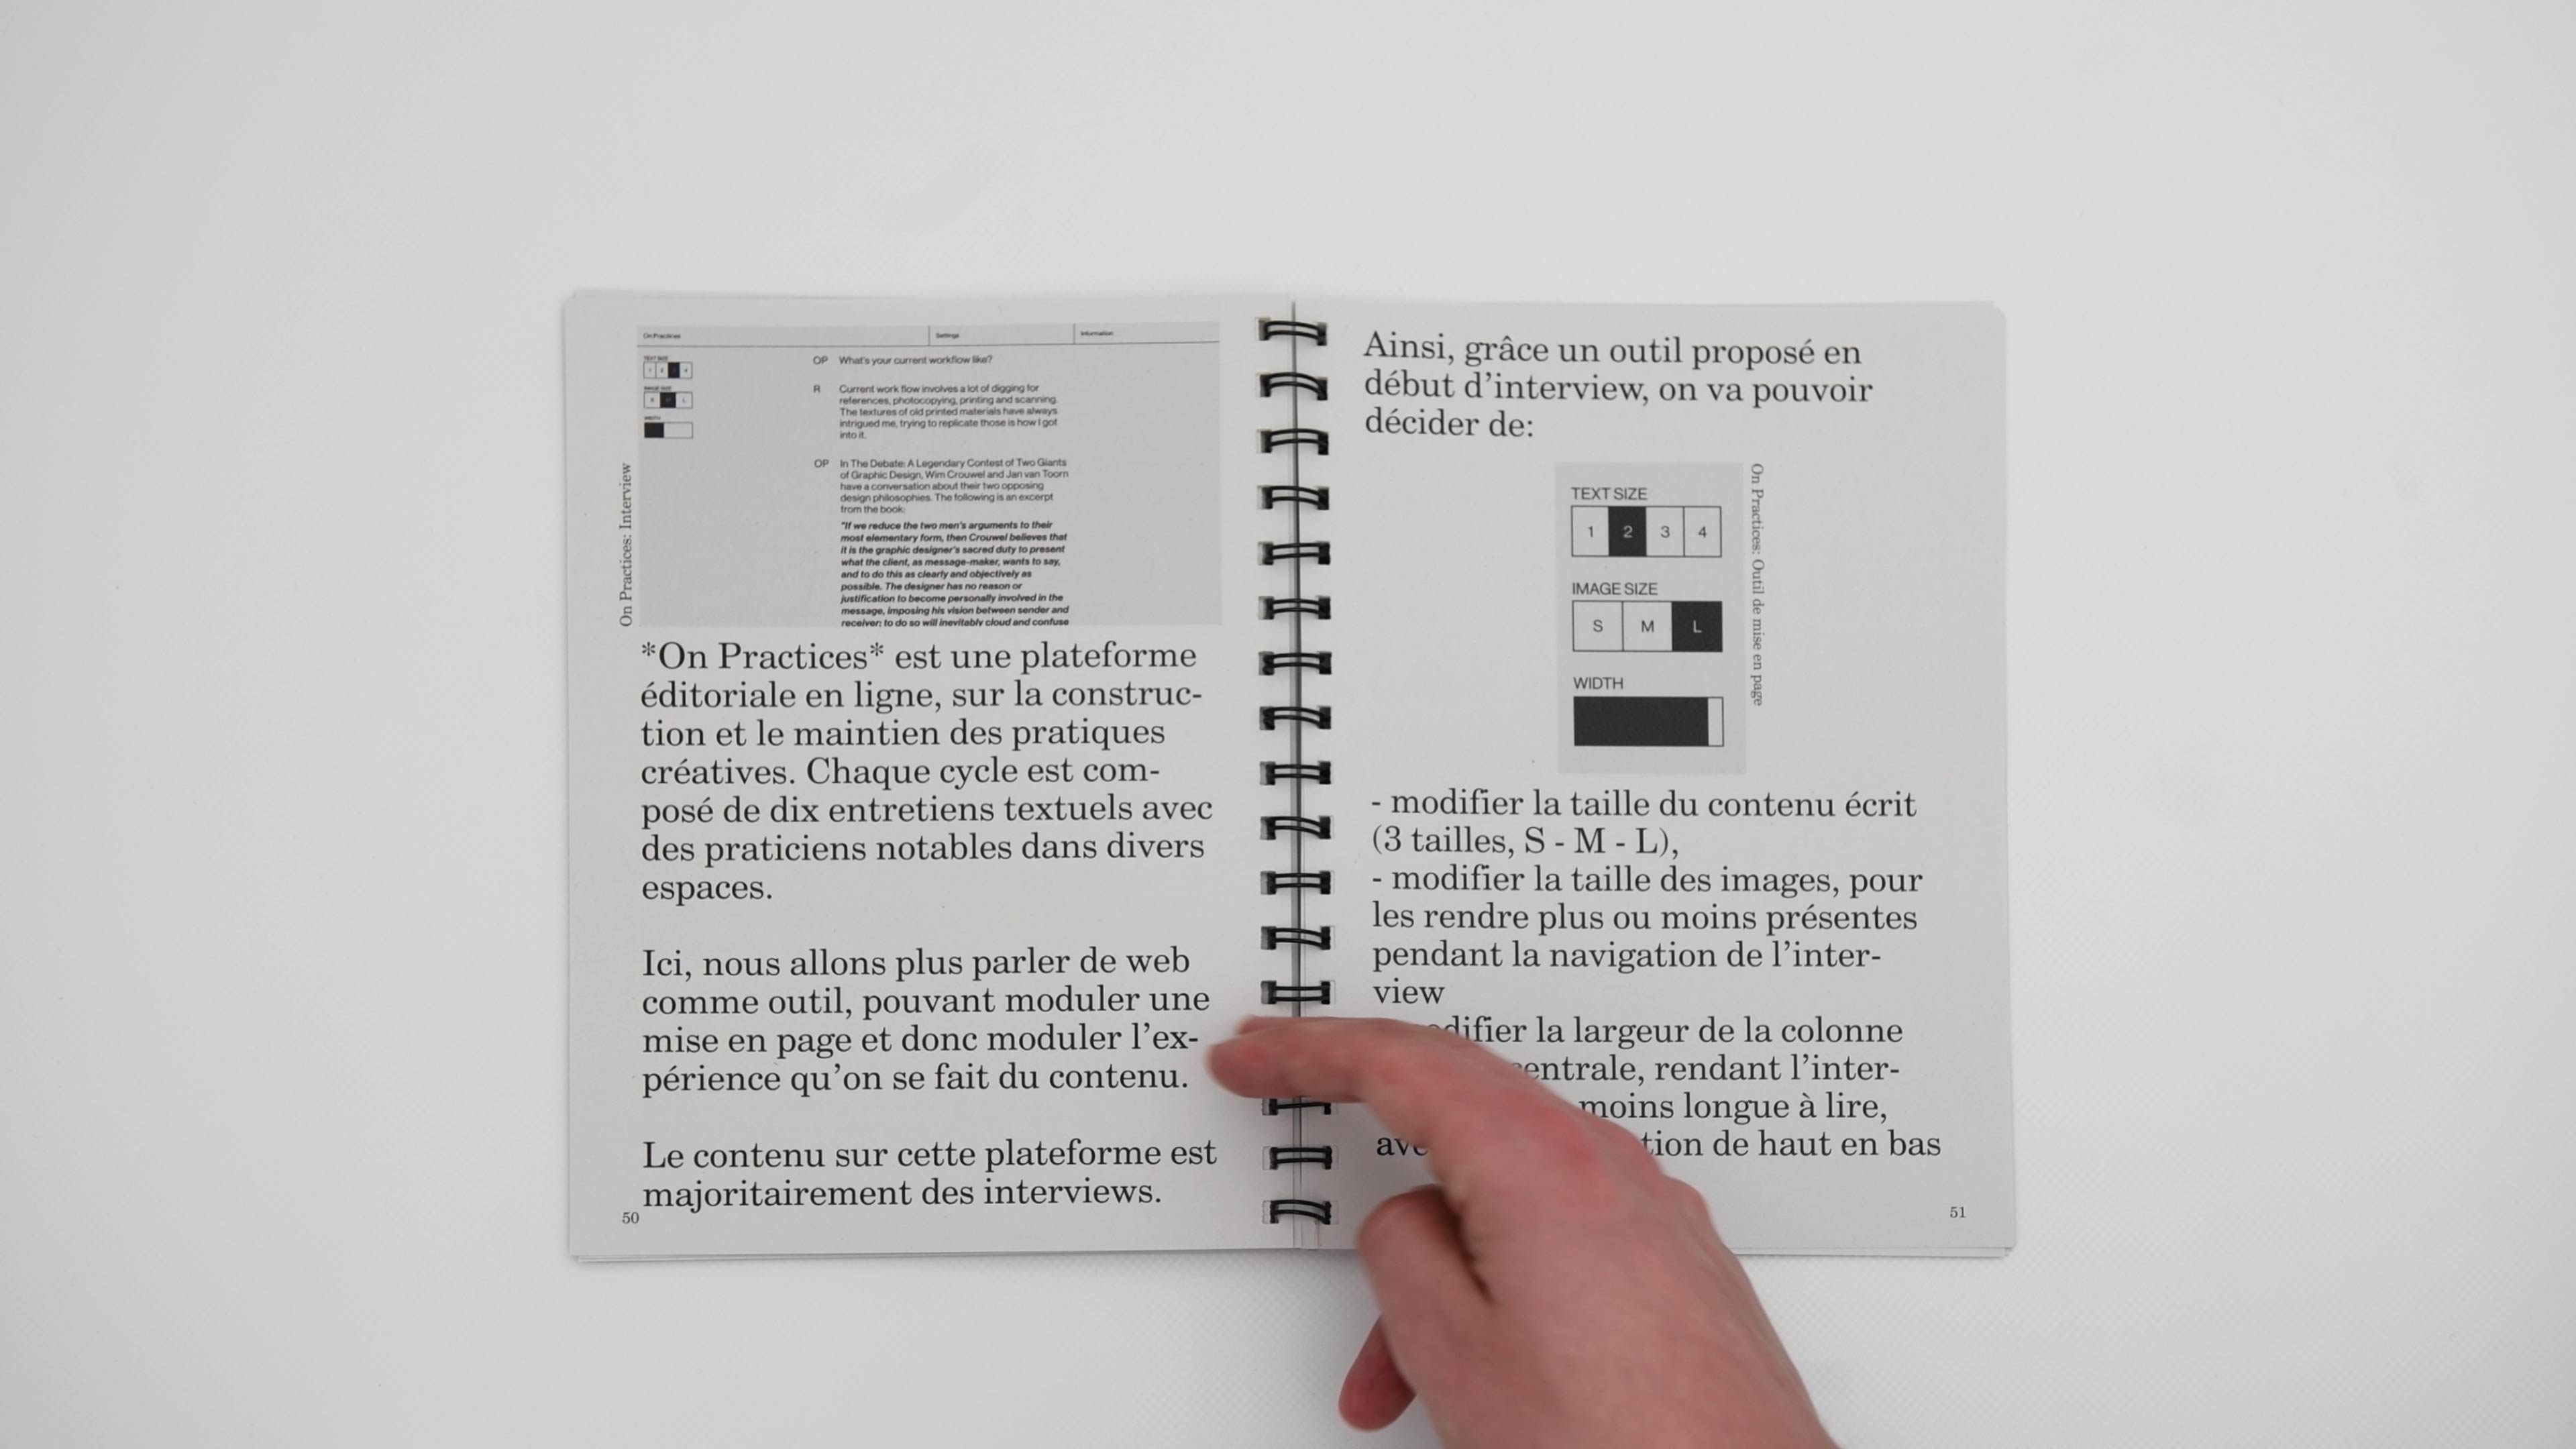 On Practices
Settings
Information
TEXT SIZE
IMAGE SIZE
WIDTH
OP What's your current workflow like?
R Current work flow involves a lot of digging for
references, photocopying, printing and scanning.
The textures of old printed materials have always
intrigued me, trying to replicate those is how I got
into it.
OP In The Debate: A Legendary Contest of Two Giants
of Graphic Design, Wim Crouwel and Jan van Toorn
have a conversation about their two opposing
design philosophies. The following is an excerpt
from the book:
"If we reduce the two men's arguments to their
most elementary form, then Crouwel believes that
it is the graphic designer's sacred duty to present
what the client, as message-maker, wants to say,
and to do this as clearly and objectively as
possible. The designer has no reason or
justification to become personally involved in the
message, imposing his vision between sender and
receiver; to do so will inevitably cloud and confuse
On Practices: Interview
*On Practices* est une plateforme
éditoriale en ligne, sur la construc-
tion et le maintien des pratiques
créatives. Chaque cycle est com-
posé de dix entretiens textuels avec
des praticiens notables dans divers
espaces.
Ici, nous allons plus parler de web
comme outil, pouvant moduler une
mise en page et donc moduler l'ex-
périence qu'on se fait du contenu.
Le contenu sur cette plateforme est
majoritairement des interviews.
50
Ainsi, grâce un outil proposé en
début d'interview, on va pouvoir
décider de:
TEXT SIZE
1 2 3 4
IMAGE SIZE
S M L
WIDTH
On Practices: Outil de mise en page
- modifier la taille du contenu écrit
(3 tailles, S - M - L),
- modifier la taille des images, pour
les rendre plus ou moins présentes
pendant la navigation de l'inter-
view
la largeur de la colonne
rendant l'inter-
moins longue à lire,
de haut en bas
51